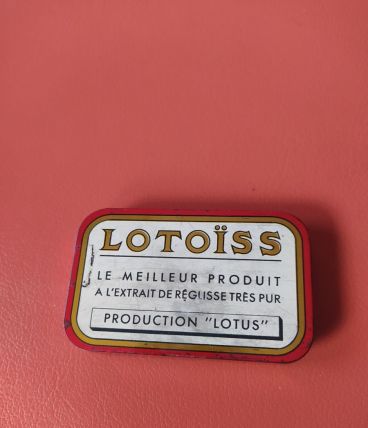 LOTOÏSS
LE MEILLEUR PRODUIT
A L'EXTRAIT DE RÉGLISSE TRÈS PUR
PRODUCTION "LOTUS"